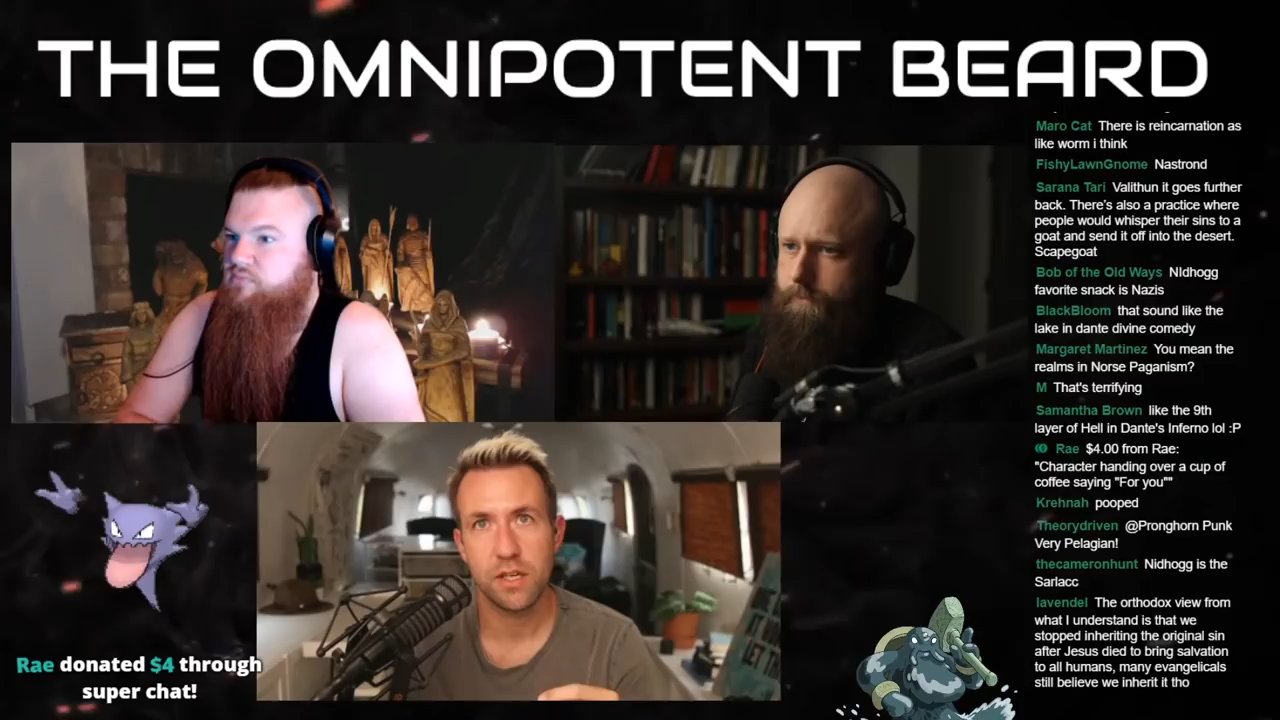 THE OMNIPOTENT BEARD
Maro Cat There is reincarnation as
like worm i think
FishyLawnGnome Nastrond
Sarana Tari Valithun it goes further
back. There's also a practice where
people would whisper their sins to a
goat and send it off into the desert.
Scapegoat
Bob of the Old Ways NIdhogg
favorite snack is Nazis
BlackBloom that sound like the
lake in dante divine comedy
Margaret Martinez You mean the
realms in Norse Paganism?
M That's terrifying
Samantha Brown like the 9th
layer of Hell in Dante's Inferno lol :P
Rae $4.00 from Rae:
"Character handing over a cup of
coffee saying "For you""
Krehnah pooped
Theorydriven @Pronghorn Punk
Very Pelagian!
thecameronhunt Nidhogg is the
Sarlacc
lavendel The orthodox view from
what I understand is that we
stopped inheriting the original sin
after Jesus died to bring salvation
to all humans, many evangelicals
still believe we inherit it tho
Rae donated $4 through
super chat!